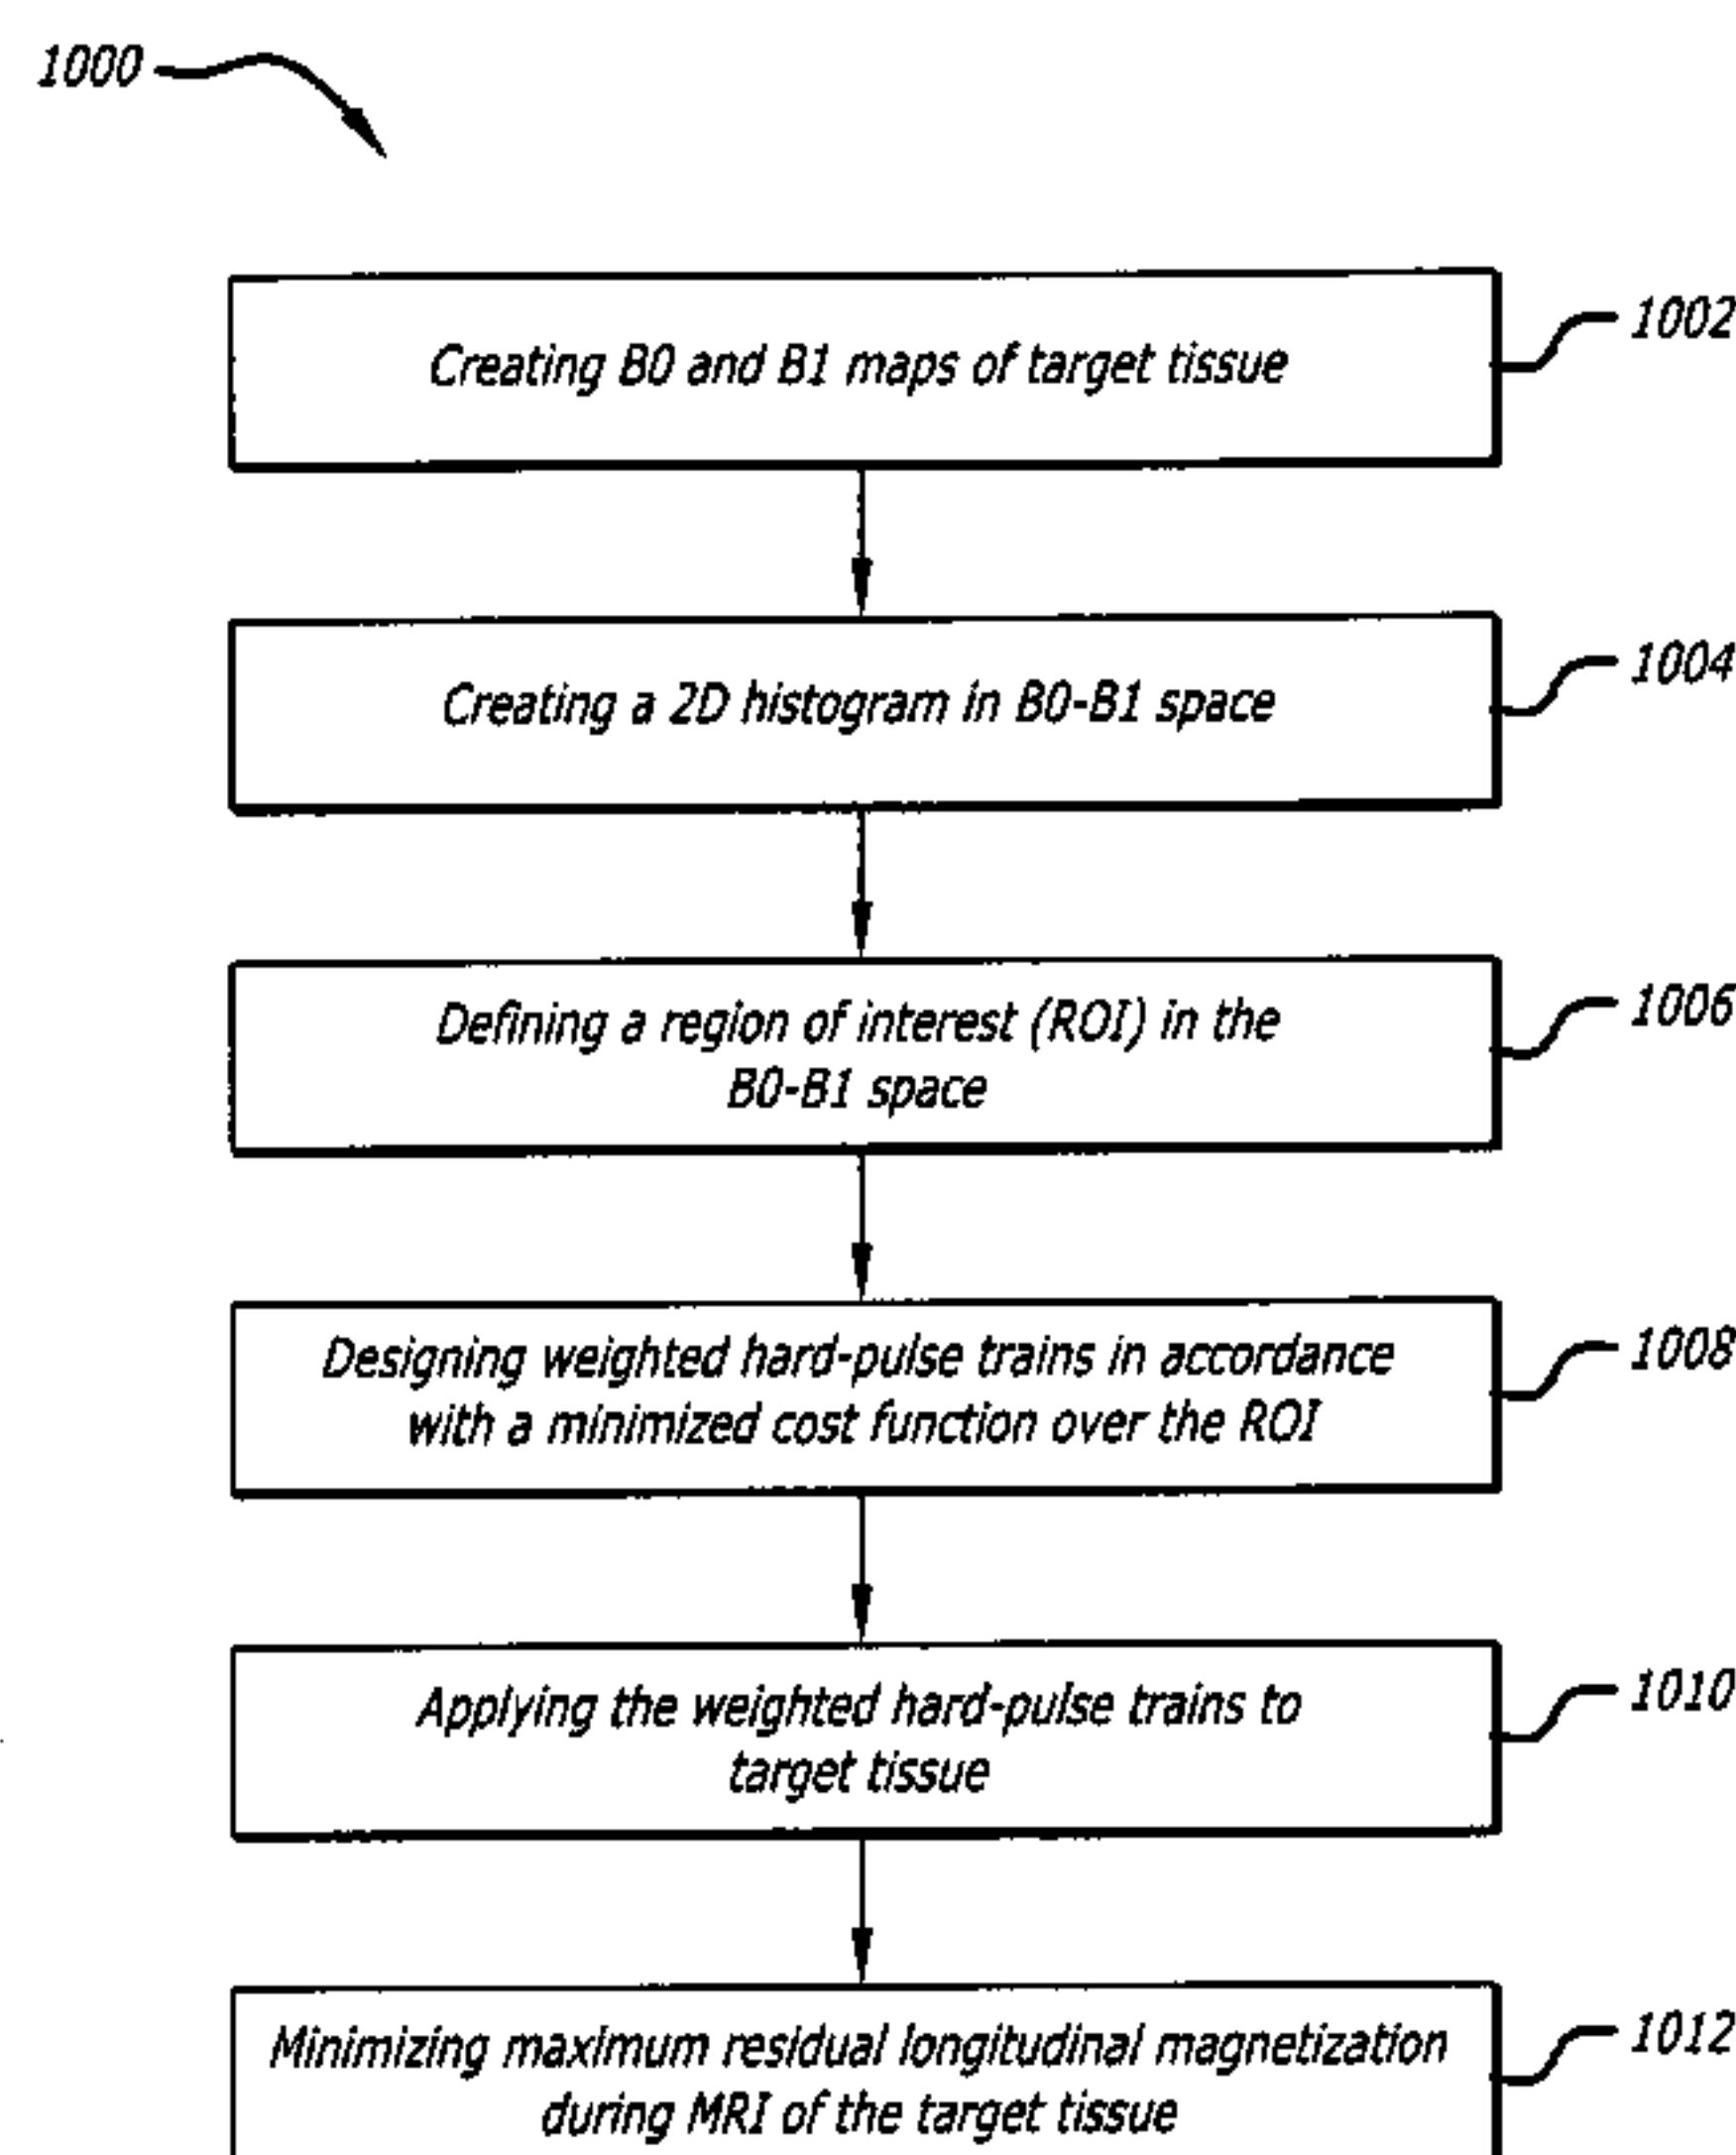 1000
Creating B0 and B1 maps of target tissue
1002
Creating a 2D histogram in B0-B1 space
1004
Defining a region of interest (ROI) in the
B0-B1 space
1006
Designing weighted hard-pulse trains in accordance
with a minimized cost function over the ROI
1008
Applying the weighted hard-pulse trains to
target tissue
1010
Minimizing maximum residual longitudinal magnetization
during MRI of the target tissue
1012